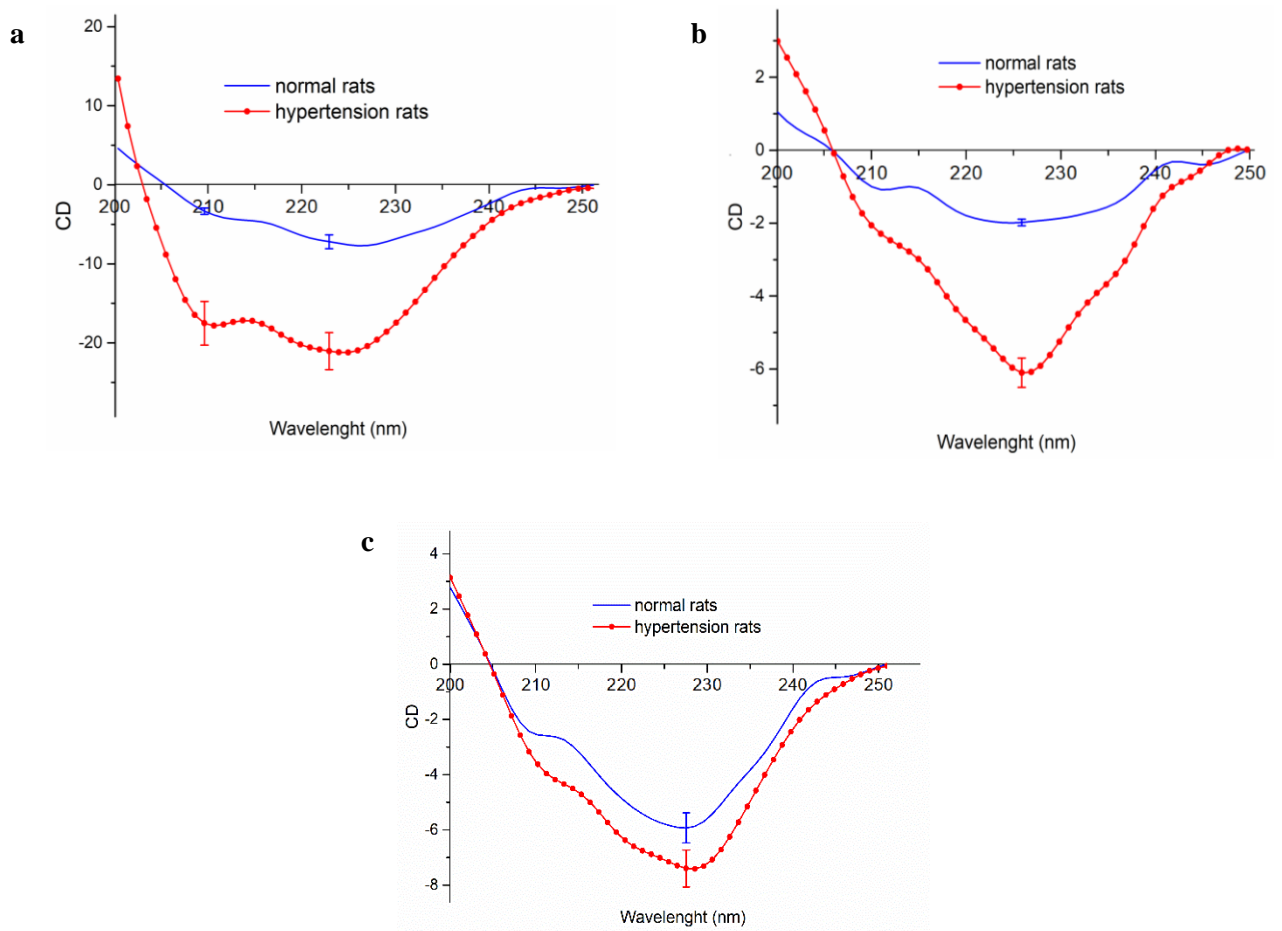 a
20
10
0
-10
-20
200
210
220
230
240
250
CD
Wavelenght (nm)
normal rats
hypertension rats
b
2
0
-2
-4
-6
200
210
220
230
240
250
CD
Wavelenght (nm)
normal rats
hypertension rats
c
4
2
0
-2
-4
-6
-8
200
210
220
230
240
250
CD
Wavelenght (nm)
normal rats
hypertension rats